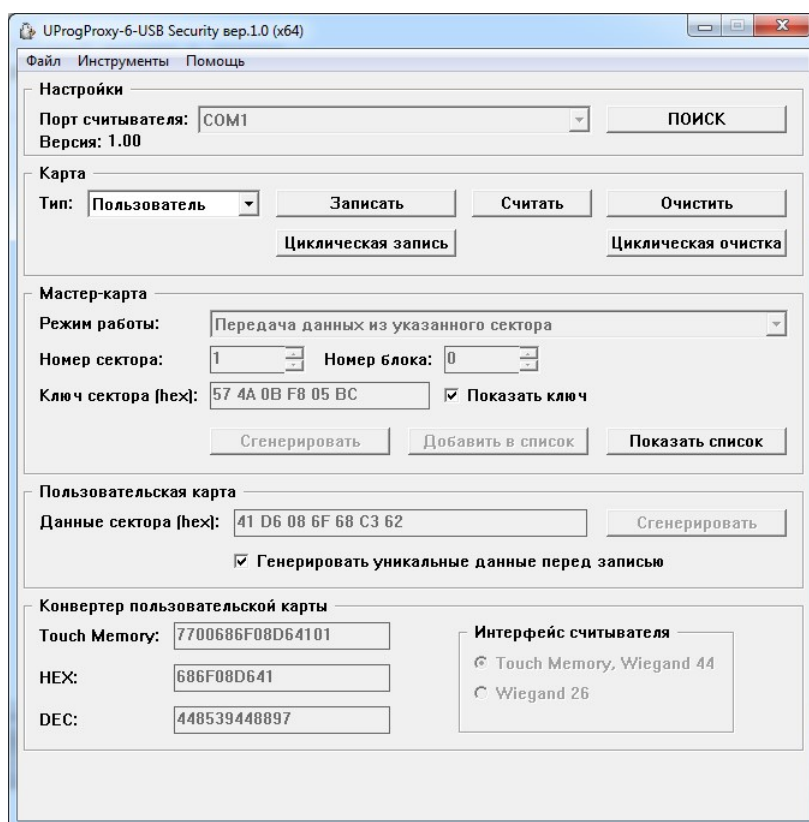 UProgProxy-6-USB Security вер.1.0 (x64)
Файл Инструменты Помощь
Настройки
Порт считывателя: COM1 ПОИСК
Версия: 1.00
Карта
Тип: Пользователь Записать Считать Очистить
Циклическая запись Циклическая очистка
Мастер-карта
Режим работы: Передача данных из указанного сектора
Номер сектора: 1 Номер блока: 0
Ключ сектора (hex): 57 4A 0B F8 05 BC Показать ключ
Сгенерировать Добавить в список Показать список
Пользовательская карта
Данные сектора (hex): 41 D6 08 6F 68 C3 62 Сгенерировать
Генерировать уникальные данные перед записью
Конвертер пользовательской карты
Touch Memory: 7700686F08D64101 Интерфейс считывателя
Touch Memory, Wiegand 44
HEX: 686F08D641
Wiegand 26
DEC: 448539448897